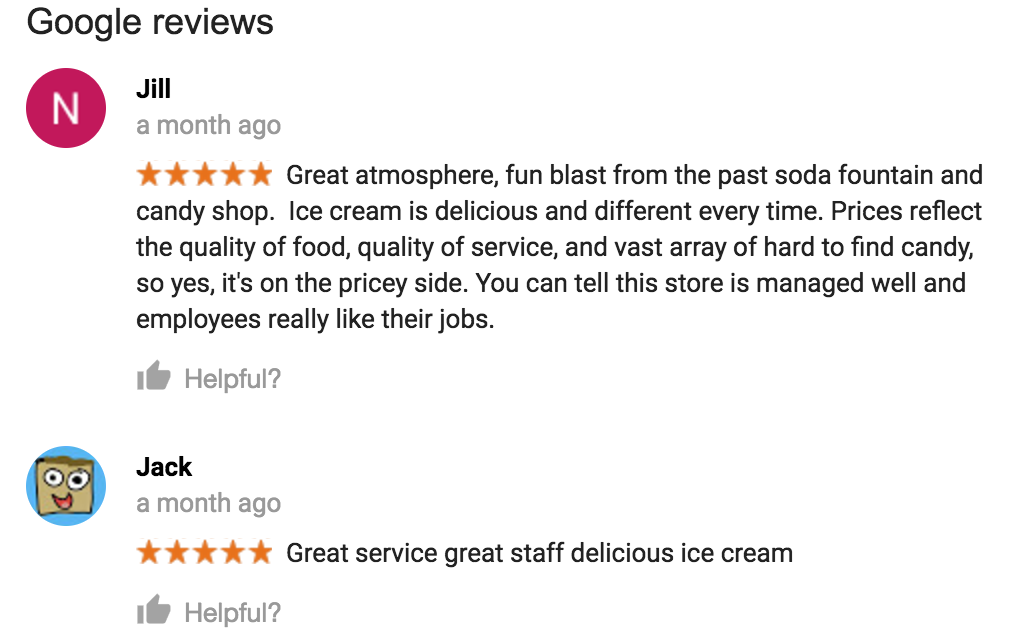 Google reviews
N
Jill
a month ago
Great atmosphere, fun blast from the past soda fountain and
candy shop.  Ice cream is delicious and different every time. Prices reflect
the quality of food, quality of service, and vast array of hard to find candy,
so yes, it's on the pricey side. You can tell this store is managed well and
employees really like their jobs.
Helpful?
Jack
a month ago
Great service great staff delicious ice cream
Helpful?